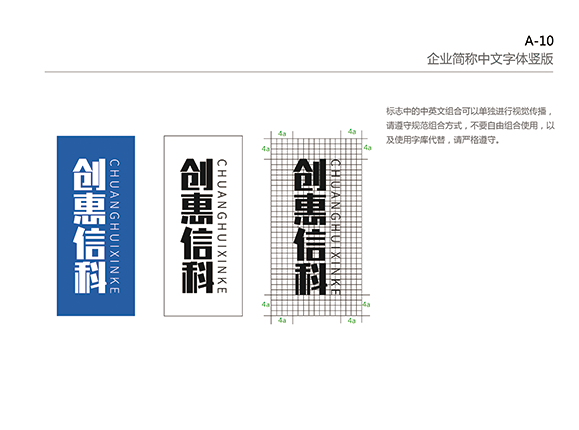 A-10
企业简称中文字体竖版
标志中的中英文组合可以单独进行视觉传播，
请遵守规范组合方式，不要自由组合使用，以
及使用字库代替，请严格遵守。
创惠信科
CHUANGHUIXINKE
创惠信科
CHUANGHUIXINKE
4a
4a
4a
4a
创惠信科
CHUANGHUIXINKE
4a
4a
4a
4a